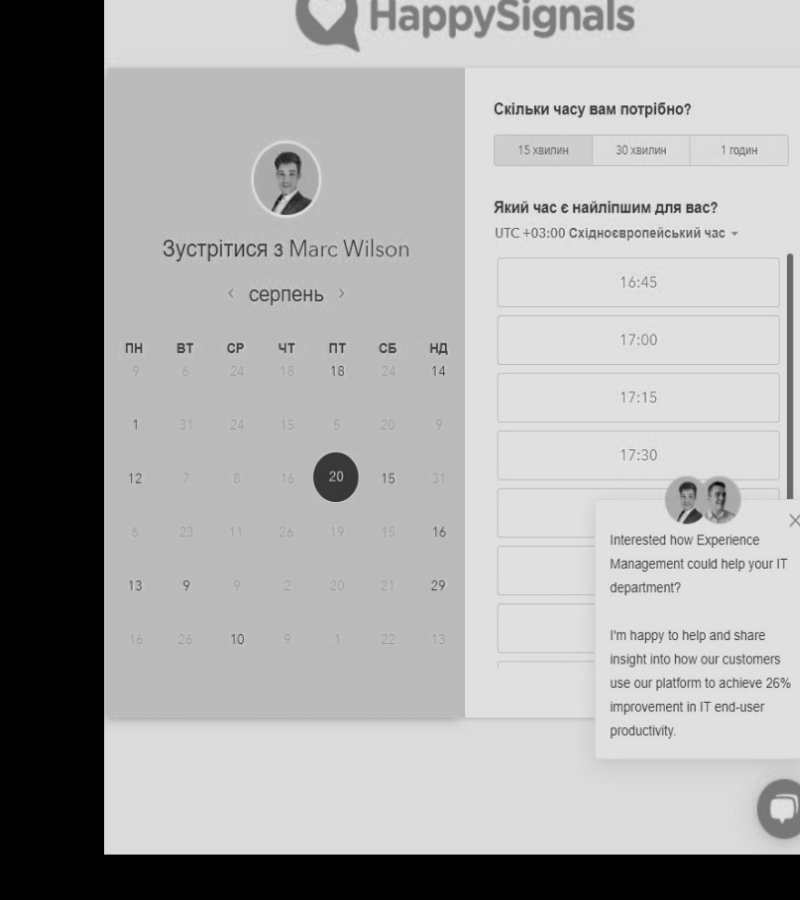 HappySignals
Зустрітися з Marc Wilson
серпень
ПН ВТ СР ЧТ ПТ СБ НД
9 6 24 18 18 24 14
1 31 24 15 5 20 9
12 7 8 16 20 15 31
6 23 11 26 19 15 16
13 9 9 2 20 21 29
16 26 10 9 1 22 13
Скільки часу вам потрібно?
15 хвилин 30 хвилин 1 годин
Який час є найліпшим для вас?
UTC +03:00 Східноєвропейський час
16:45
17:00
17:15
17:30
Interested how Experience
Management could help your IT
department?
I'm happy to help and share
insight into how our customers
use our platform to achieve 26%
improvement in IT end-user
productivity.